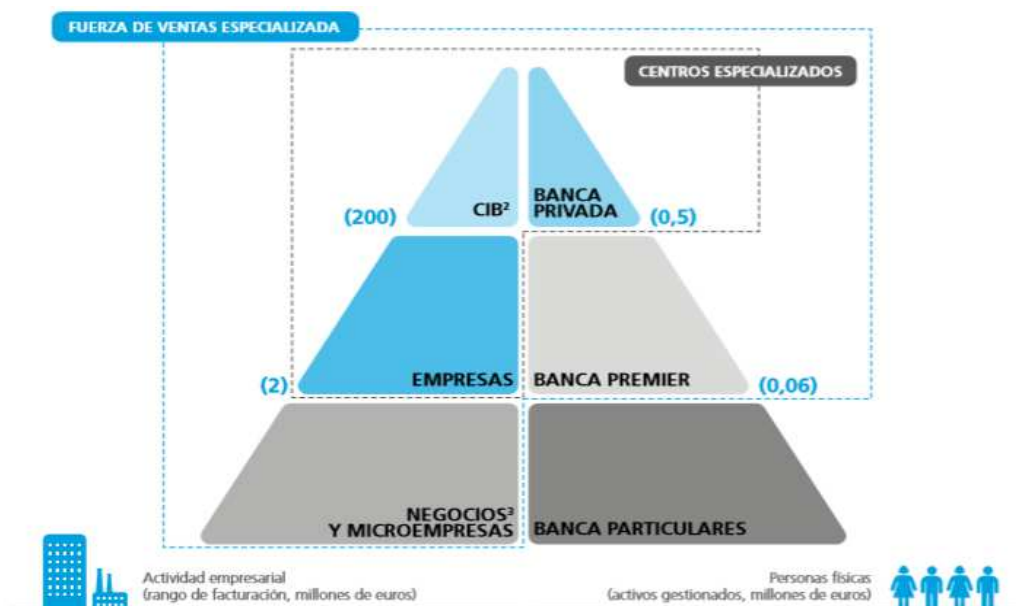 FUERZA DE VENTAS ESPECIALIZADA
CENTROS ESPECIALIZADOS
CIB²
BANCA
PRIVADA
(200)
(0,5)
EMPRESAS
BANCA PREMIER
(2)
(0,06)
NEGOCIOS³
Y MICROEMPRESAS
BANCA PARTICULARES
Actividad empresarial
(rango de facturación, millones de euros)
Personas físicas
(activos gestionados, millones de euros)